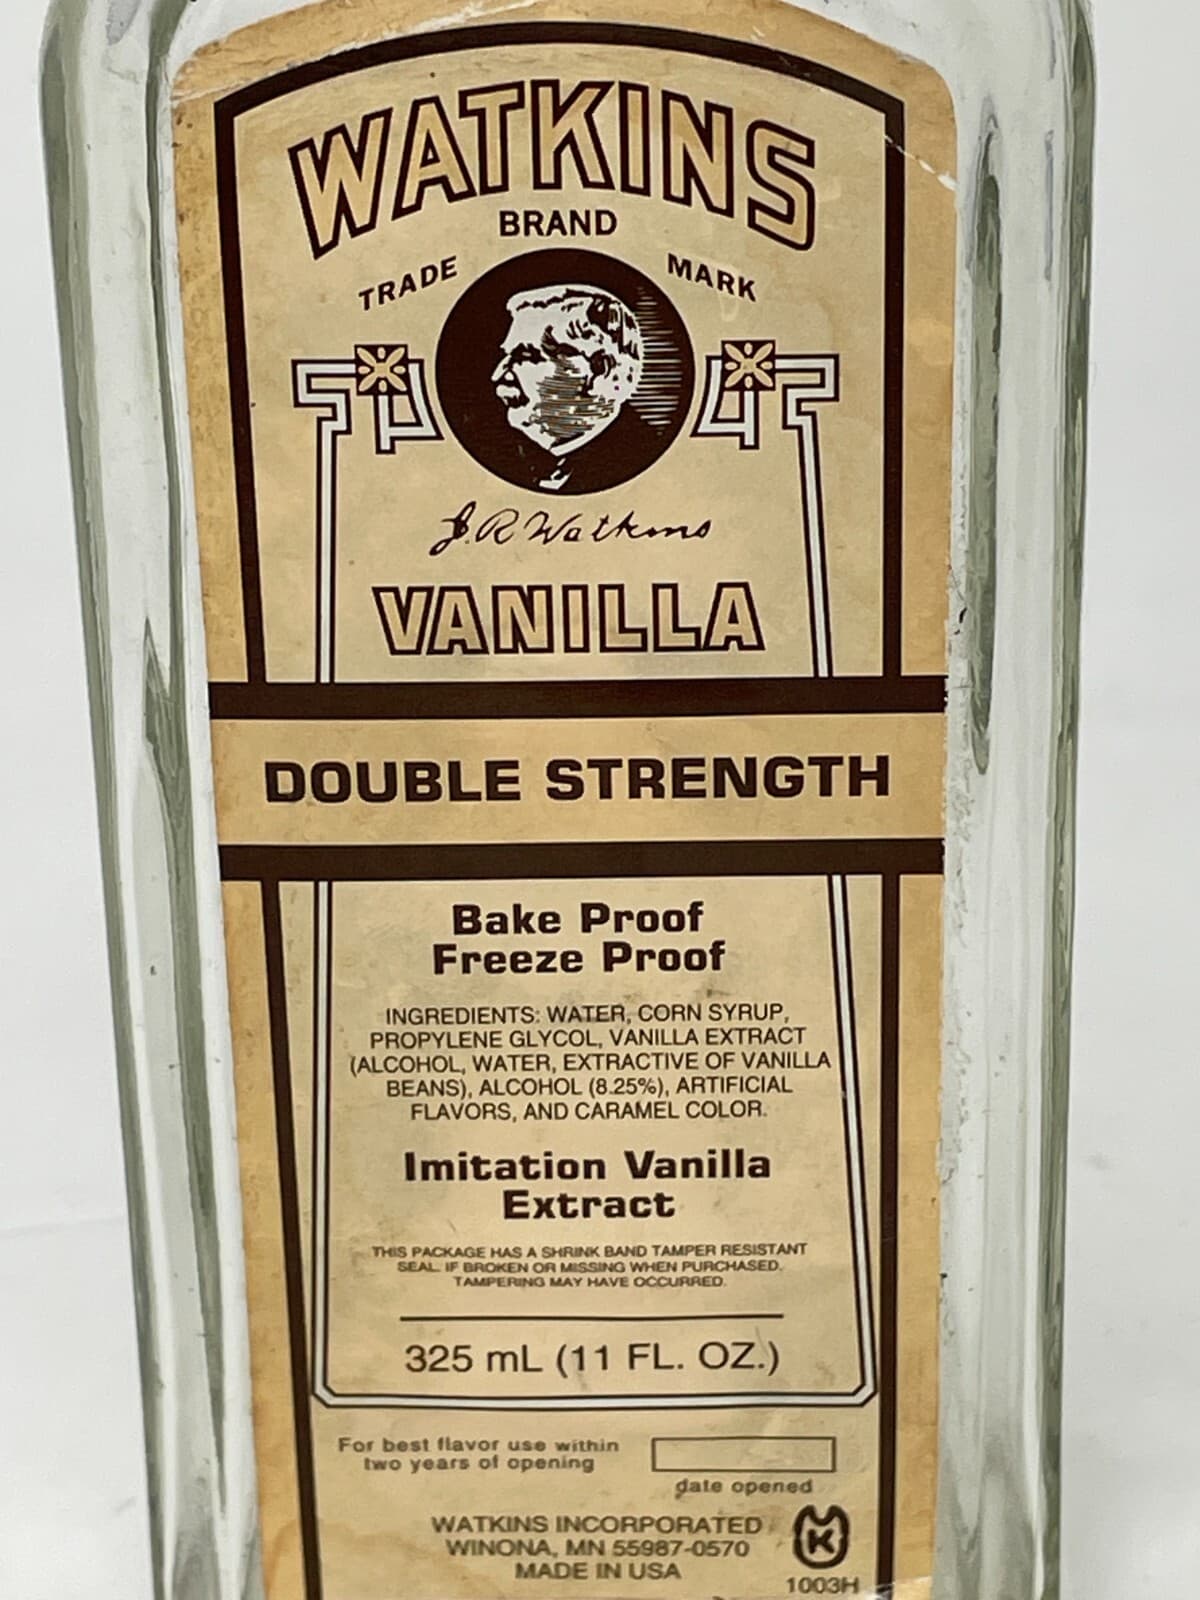 WATKINS
BRAND
TRADE MARK
J.R. Watkins
VANILLA
DOUBLE STRENGTH
Bake Proof
Freeze Proof
INGREDIENTS: WATER, CORN SYRUP,
PROPYLENE GLYCOL, VANILLA EXTRACT
(ALCOHOL, WATER, EXTRACTIVE OF VANILLA
BEANS), ALCOHOL (8.25%), ARTIFICIAL
FLAVORS, AND CARAMEL COLOR.
Imitation Vanilla
Extract
THIS PACKAGE HAS A SHRINK BAND TAMPER RESISTANT
SEAL. IF BROKEN OR MISSING WHEN PURCHASED,
TAMPERING MAY HAVE OCCURRED.
325 mL (11 FL. OZ.)
For best flavor use within
two years of opening
date opened
WATKINS INCORPORATED
WINONA, MN 55987-0570
MADE IN USA
K
1003H